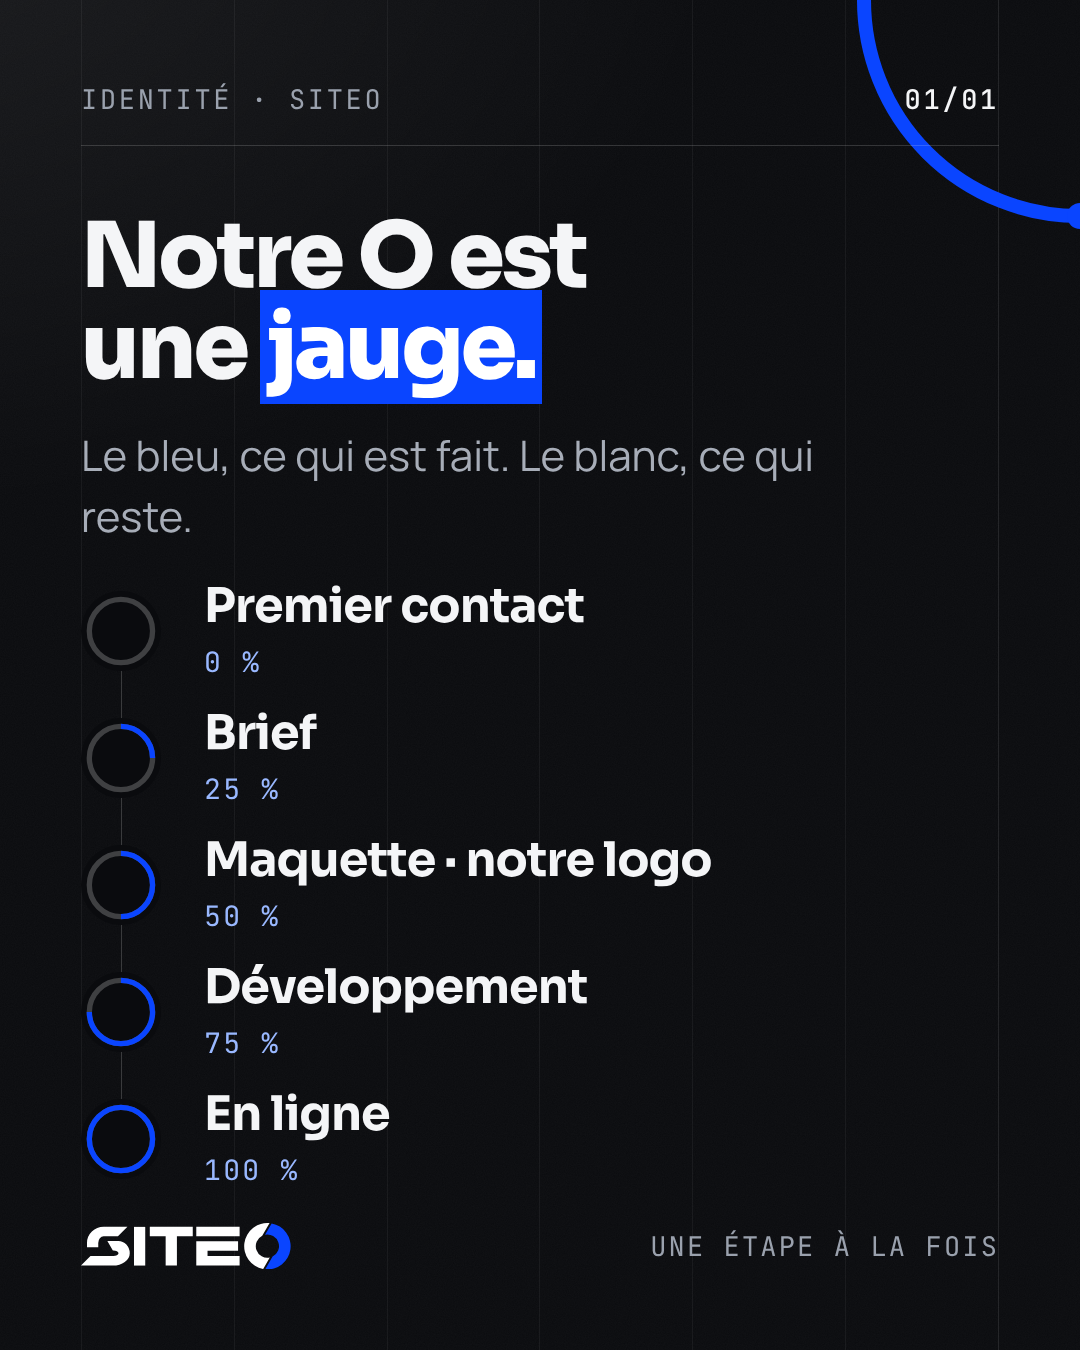 IDENTITÉ · SITEO
01/01
Notre O est
une jauge.
Le bleu, ce qui est fait. Le blanc, ce qui
reste.
Premier contact
0 %
Brief
25 %
Maquette · notre logo
50 %
Développement
75 %
En ligne
100 %
SITEO
UNE ÉTAPE À LA FOIS